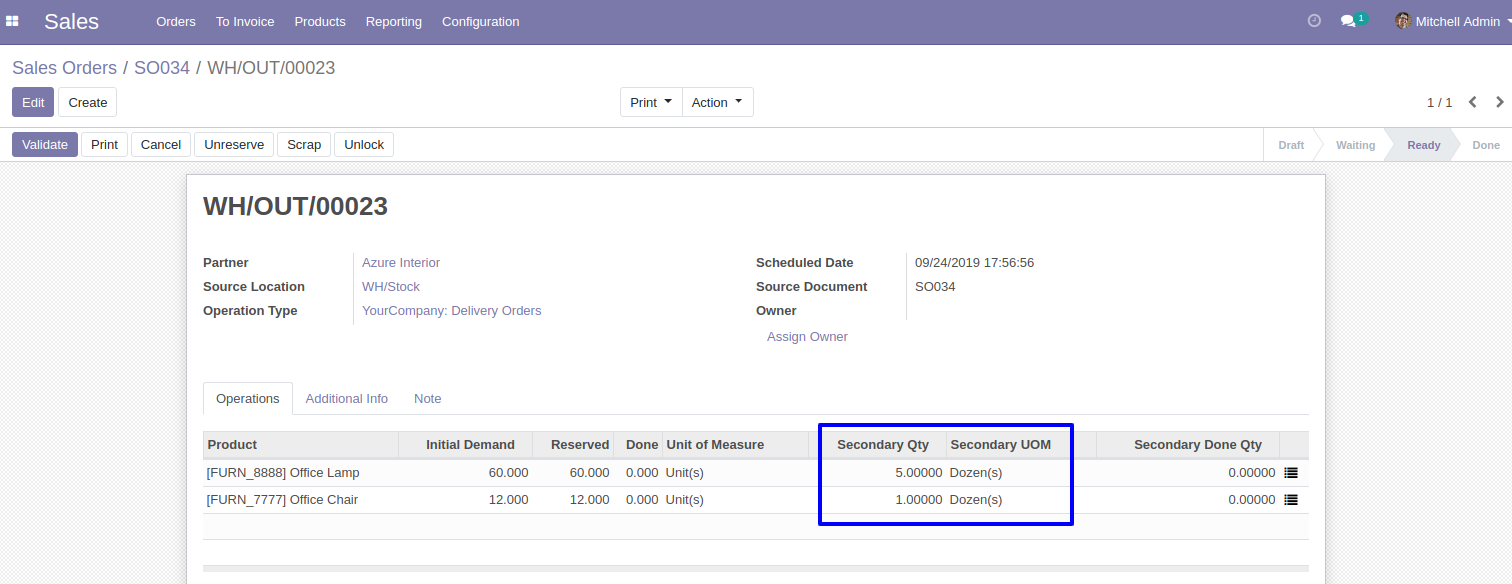 Sales Orders To Invoice Products Reporting Configuration 1 Mitchell Admin
Sales Orders / SO034 / WH/OUT/00023
Edit Create Print Action 1 / 1
Validate Print Cancel Unreserve Scrap Unlock Draft Waiting Ready Done
WH/OUT/00023
Partner Azure Interior Scheduled Date 09/24/2019 17:56:56
Source Location WH/Stock Source Document SO034
Operation Type YourCompany: Delivery Orders Owner
Assign Owner
Operations Additional Info Note
Product Initial Demand Reserved Done Unit of Measure Secondary Qty Secondary UOM Secondary Done Qty
[FURN_8888] Office Lamp 60.000 60.000 0.000 Unit(s) 5.00000 Dozen(s) 0.00000
[FURN_7777] Office Chair 12.000 12.000 0.000 Unit(s) 1.00000 Dozen(s) 0.00000